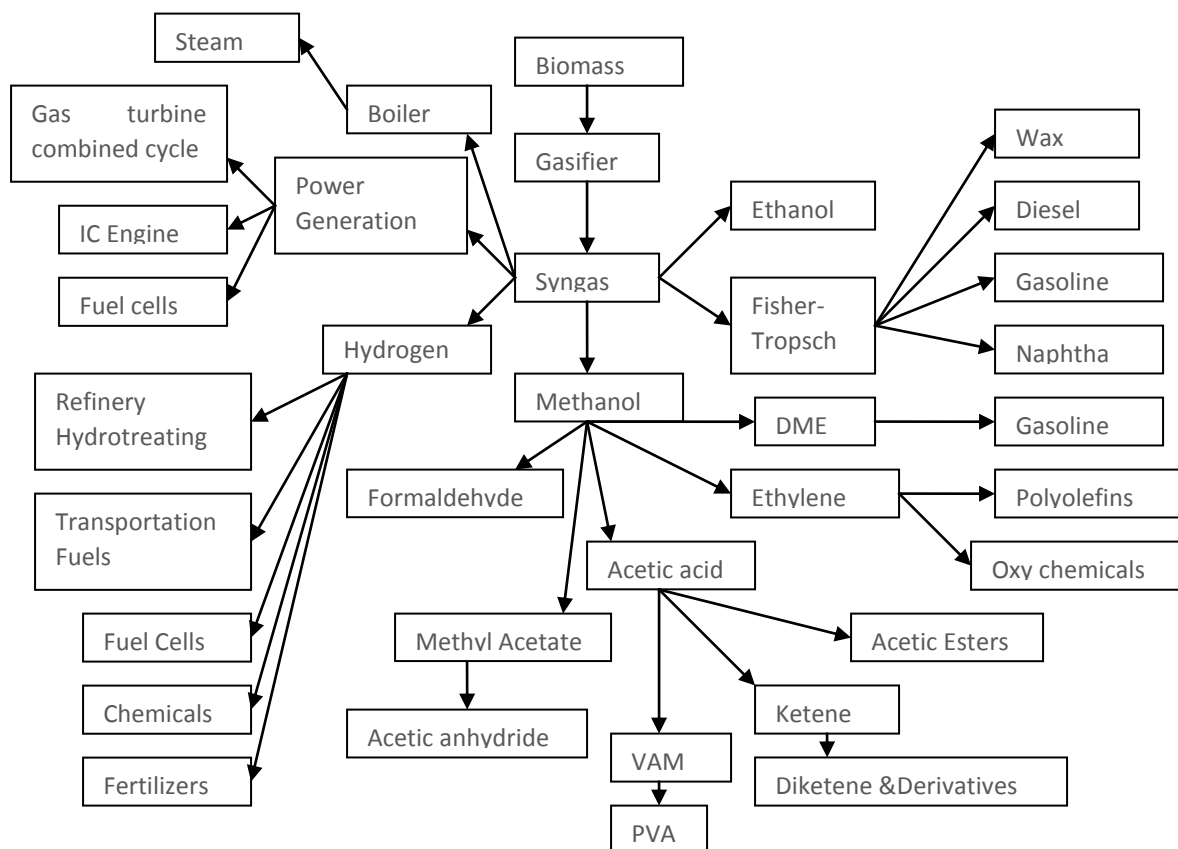 Steam
Biomass
Gas turbine
combined cycle
Boiler
Wax
Gasifier
Power
Generation
Ethanol
Diesel
IC Engine
Syngas
Gasoline
Fuel cells
Fisher-
Tropsch
Hydrogen
Naphtha
Refinery
Hydrotreating
Methanol
DME
Gasoline
Formaldehyde
Ethylene
Polyolefins
Transportation
Fuels
Acetic acid
Oxy chemicals
Fuel Cells
Methyl Acetate
Acetic Esters
Chemicals
Ketene
Acetic anhydride
VAM
Fertilizers
Diketene &Derivatives
PVA